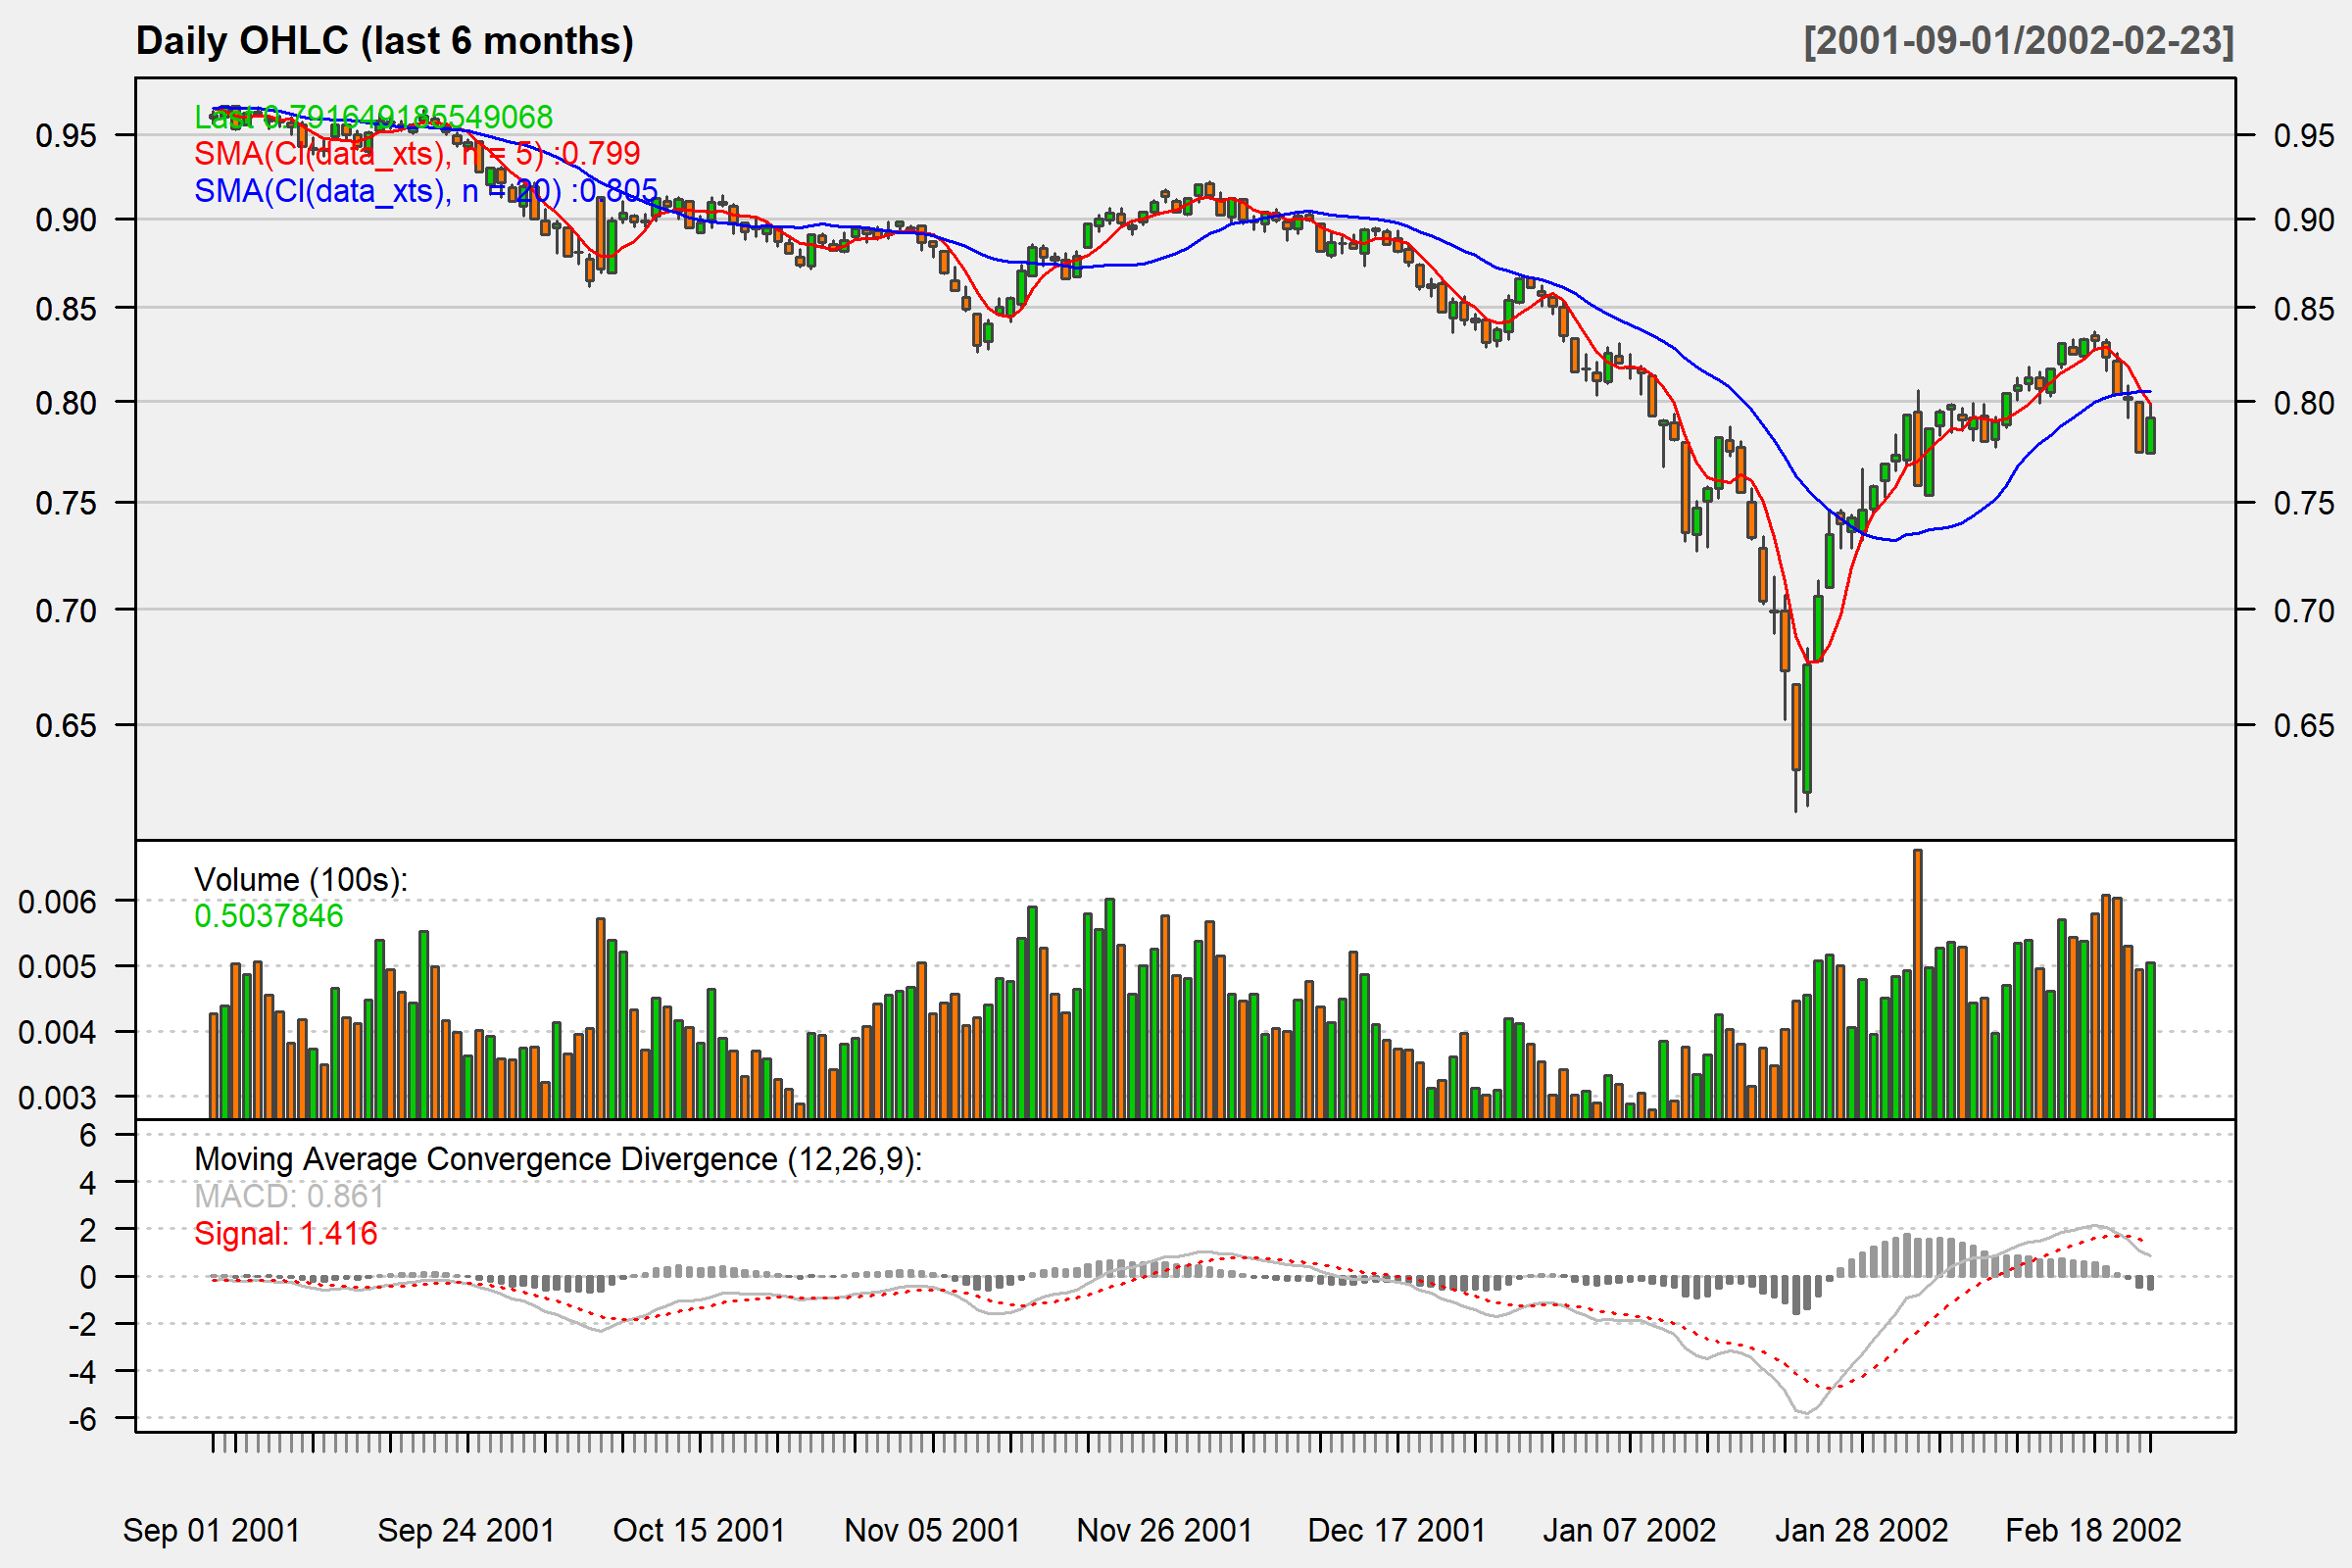 Daily OHLC (last 6 months) [2001-09-01/2002-02-23]
Last 0.791649185549068
SMA(Cl(data_xts), n = 5) :0.799
SMA(Cl(data_xts), n = 20) :0.805
0.95 0.95
0.90 0.90
0.85 0.85
0.80 0.80
0.75 0.75
0.70 0.70
0.65 0.65
Volume (100s):
0.5037846
0.006
0.005
0.004
0.003
Moving Average Convergence Divergence (12,26,9):
MACD: 0.861
Signal: 1.416
6
4
2
0
-2
-4
-6
Sep 01 2001 Sep 24 2001 Oct 15 2001 Nov 05 2001 Nov 26 2001 Dec 17 2001 Jan 07 2002 Jan 28 2002 Feb 18 2002